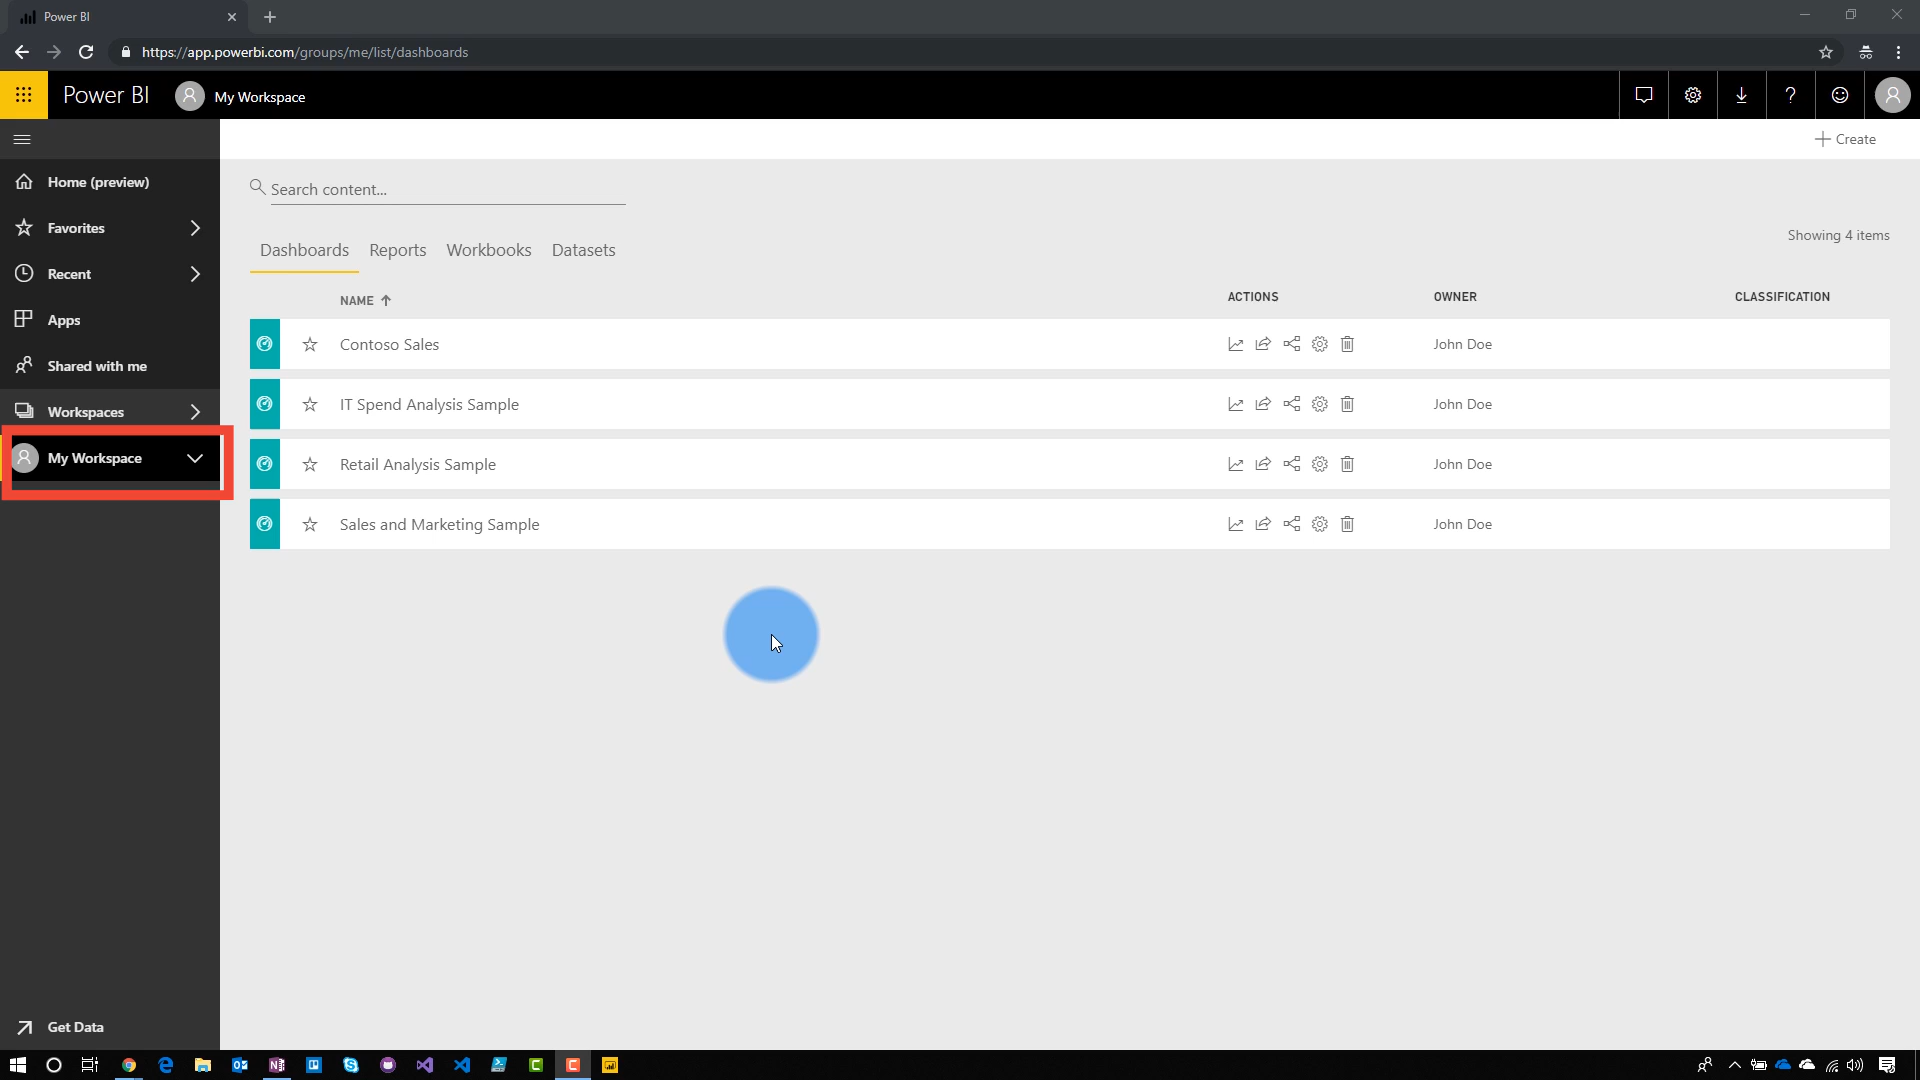 Power BI
https://app.powerbi.com/groups/me/list/dashboards
Power BI
My Workspace
Create
Home (preview)
Search content...
Favorites
Showing 4 items
Dashboards Reports Workbooks Datasets
Recent
NAME ACTIONS OWNER CLASSIFICATION
Apps
Contoso Sales John Doe
Shared with me
IT Spend Analysis Sample John Doe
Workspaces
My Workspace
Retail Analysis Sample John Doe
Sales and Marketing Sample John Doe
Get Data